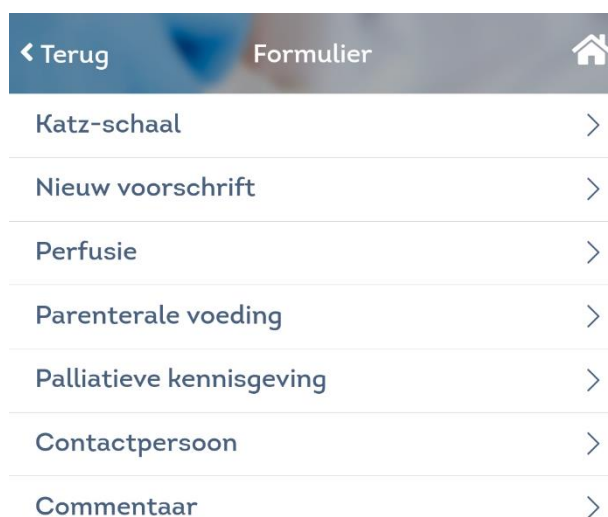 Terug Formulier
Katz-schaal
Nieuw voorschrift
Perfusie
Parenterale voeding
Palliatieve kennisgeving
Contactpersoon
Commentaar